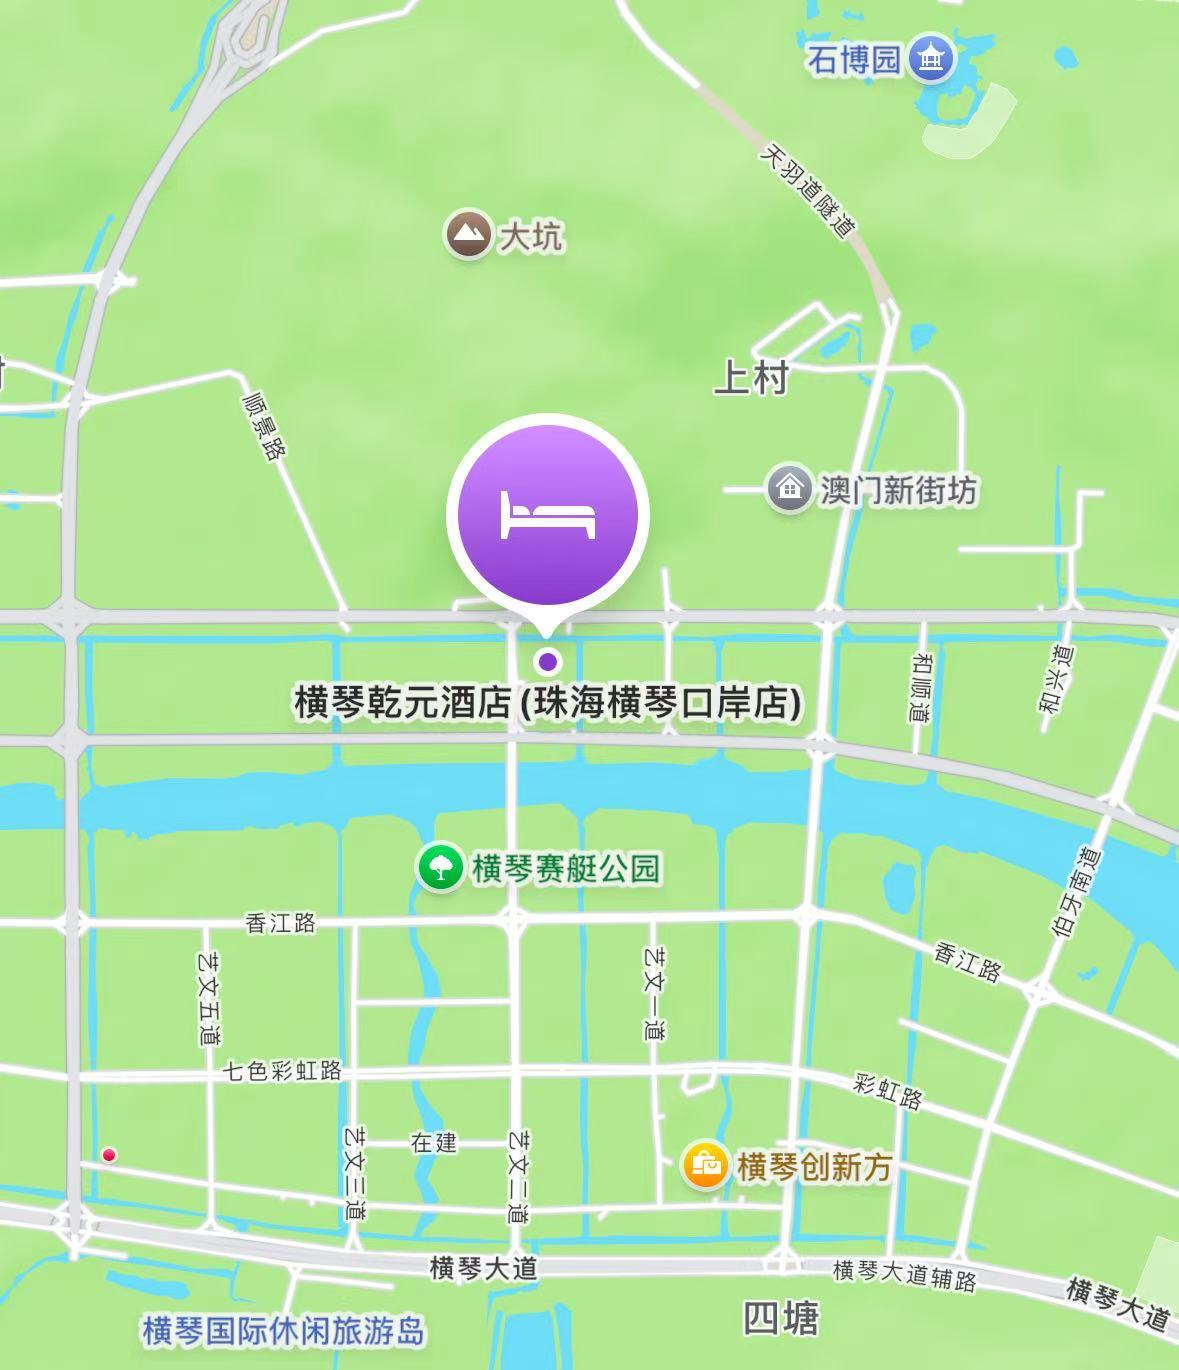 石博园
天羽道隧道
大坑
上村
顺景路
澳门新街坊
和顺道
和兴道
横琴乾元酒店(珠海横琴口岸店)
横琴赛艇公园
伯牙南道
香江路
香江路
艺文五道
艺文一道
七色彩虹路
彩虹路
在建
艺文三道
艺文二道
横琴创新方
横琴大道
横琴大道辅路
横琴大道
四塘
横琴国际休闲旅游岛